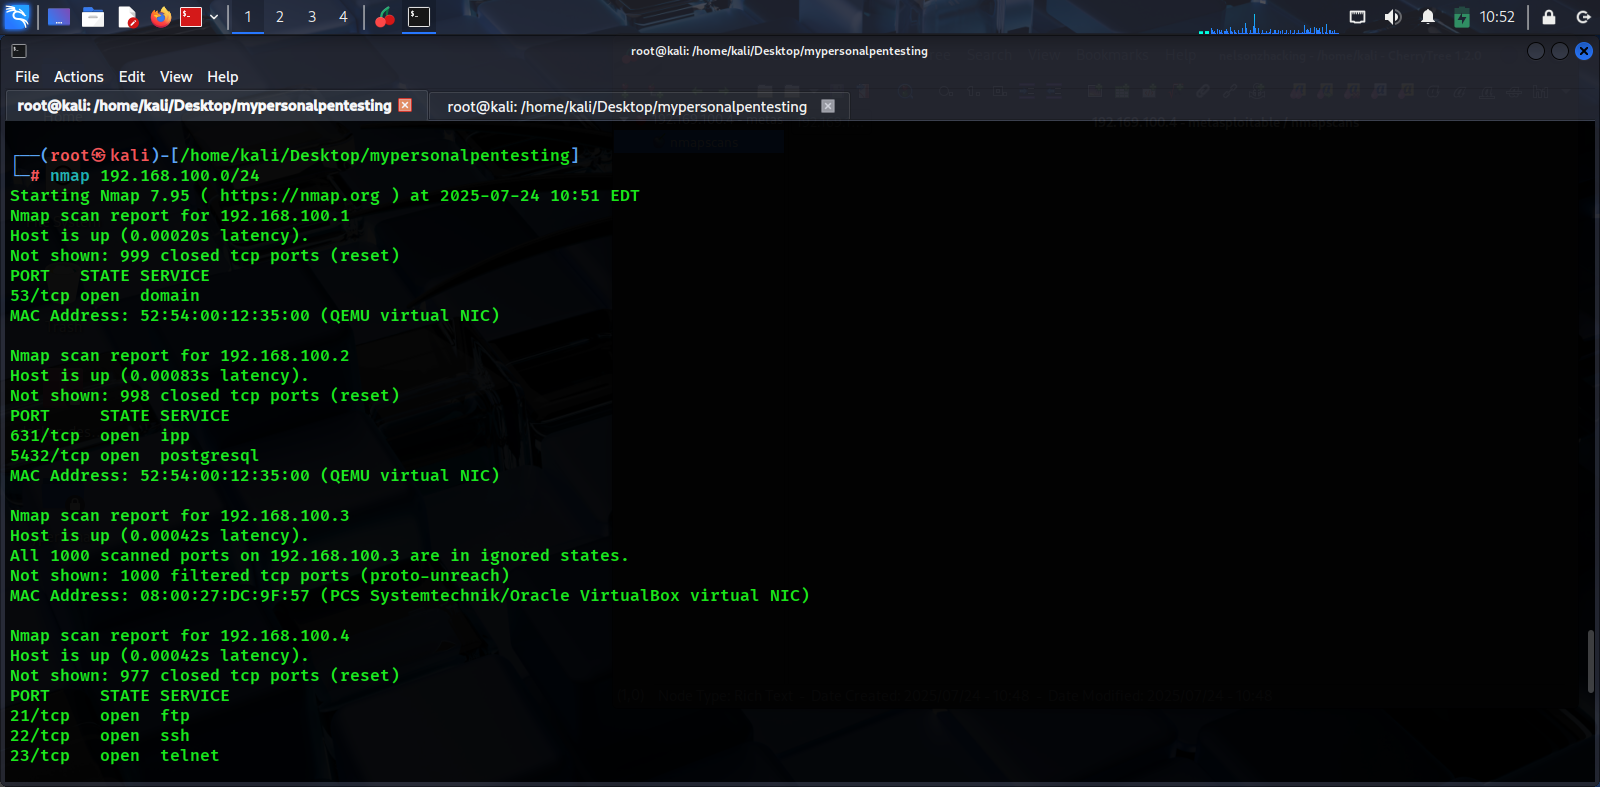 1 2 3 4 10:52
root@kali: /home/kali/Desktop/mypersonalpentesting
File Actions Edit View Help
root@kali: /home/kali/Desktop/mypersonalpentesting root@kali: /home/kali/Desktop/mypersonalpentesting
192.168.100.4 - metasploitable / nmapscans
┌──(root㉿kali)-[/home/kali/Desktop/mypersonalpentesting]
└─# nmap 192.168.100.0/24
Starting Nmap 7.95 ( https://nmap.org ) at 2025-07-24 10:51 EDT
Nmap scan report for 192.168.100.1
Host is up (0.00020s latency).
Not shown: 999 closed tcp ports (reset)
PORT   STATE SERVICE
53/tcp open  domain
MAC Address: 52:54:00:12:35:00 (QEMU virtual NIC)
Nmap scan report for 192.168.100.2
Host is up (0.00083s latency).
Not shown: 998 closed tcp ports (reset)
PORT     STATE SERVICE
631/tcp  open  ipp
5432/tcp open  postgresql
MAC Address: 52:54:00:12:35:00 (QEMU virtual NIC)
Nmap scan report for 192.168.100.3
Host is up (0.00042s latency).
All 1000 scanned ports on 192.168.100.3 are in ignored states.
Not shown: 1000 filtered tcp ports (proto-unreach)
MAC Address: 08:00:27:DC:9F:57 (PCS Systemtechnik/Oracle VirtualBox virtual NIC)
Nmap scan report for 192.168.100.4
Host is up (0.00042s latency).
Not shown: 977 closed tcp ports (reset)
PORT     STATE SERVICE
21/tcp   open  ftp
22/tcp   open  ssh
23/tcp   open  telnet